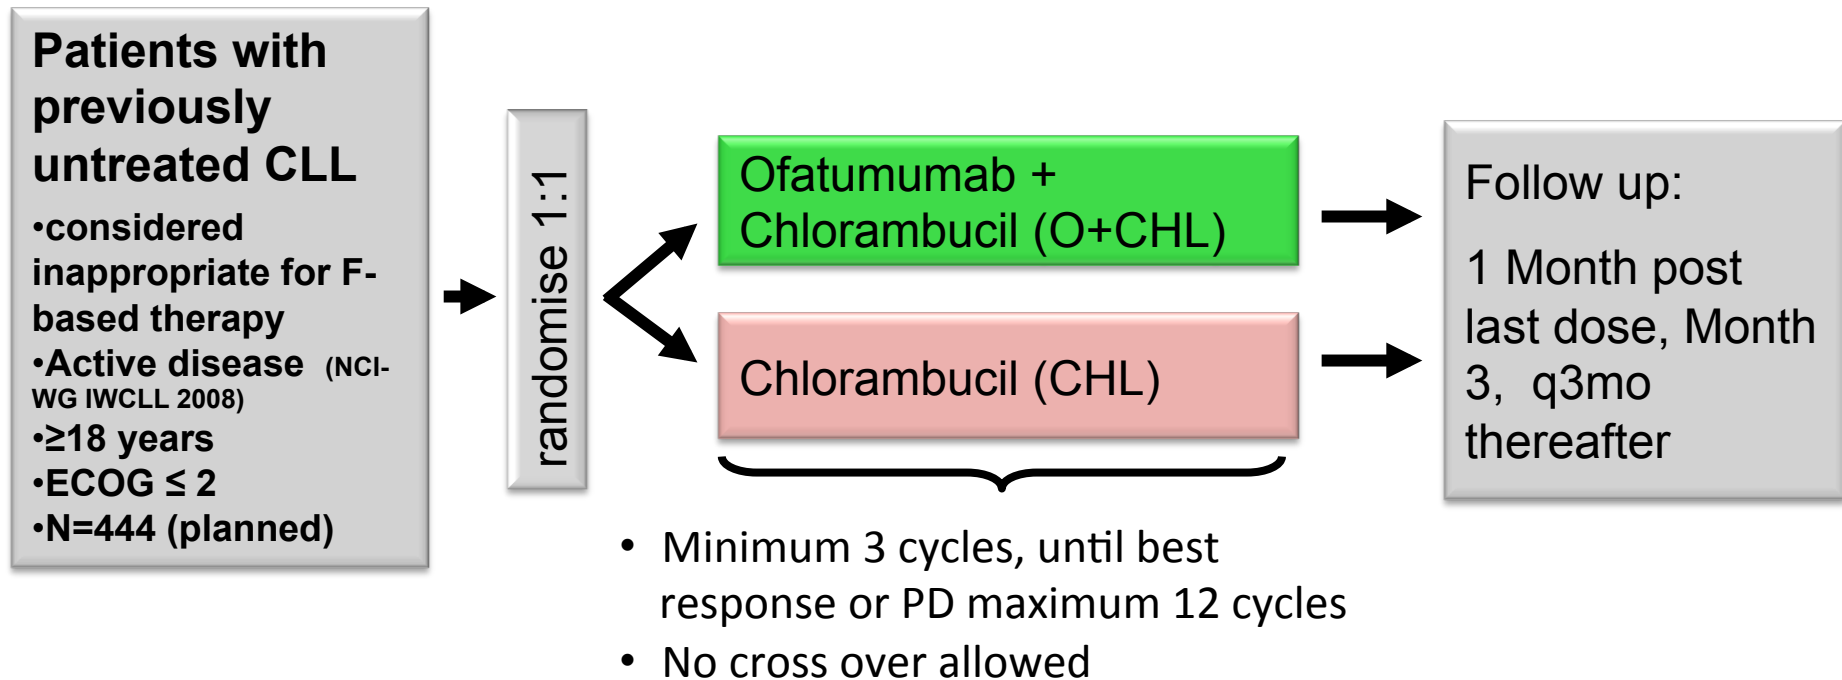 Patients with
previously
untreated CLL
•considered
inappropriate for F-
based therapy
•Active disease (NCI-
WG IWCLL 2008)
•≥18 years
•ECOG ≤ 2
•N=444 (planned)
randomise 1:1
Ofatumumab +
Chlorambucil (O+CHL)
Chlorambucil (CHL)
• Minimum 3 cycles, until best
response or PD maximum 12 cycles
• No cross over allowed
Follow up:
1 Month post
last dose, Month
3, q3mo
thereafter